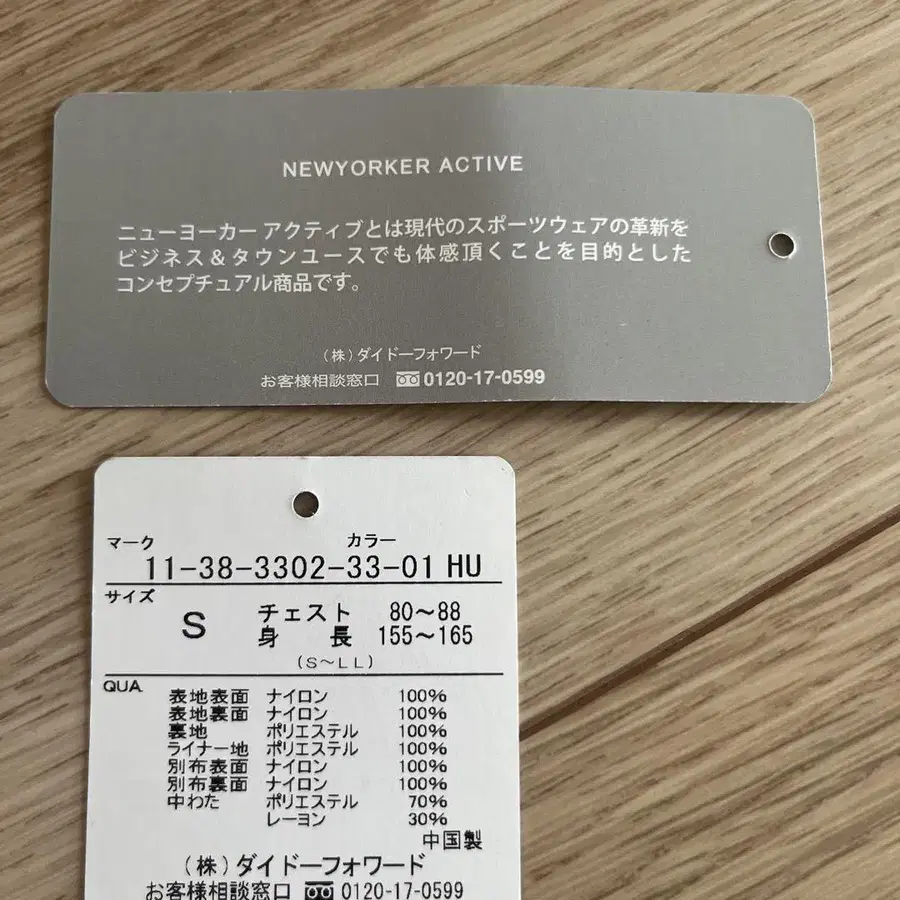 NEWYORKER ACTIVE
ニューヨーカー アクティブとは現代のスポーツウェアの革新を
ビジネス＆タウンユースでも体感頂くことを目的とした
コンセプチュアル商品です。
（株）ダイドーフォワード
お客様相談窓口 0120-17-0599
マーク カラー
11-38-3302-33-01 HU
サイズ
S チェスト 80〜88
身長 155〜165
(S〜LL)
QUA.
表地表面 ナイロン 100%
表地裏面 ナイロン 100%
裏地 ポリエステル 100%
ライナー地 ポリエステル 100%
別布表面 ナイロン 100%
別布裏面 ナイロン 100%
中わた ポリエステル 70%
レーヨン 30%
中国製
（株）ダイドーフォワード
お客様相談窓口 0120-17-0599